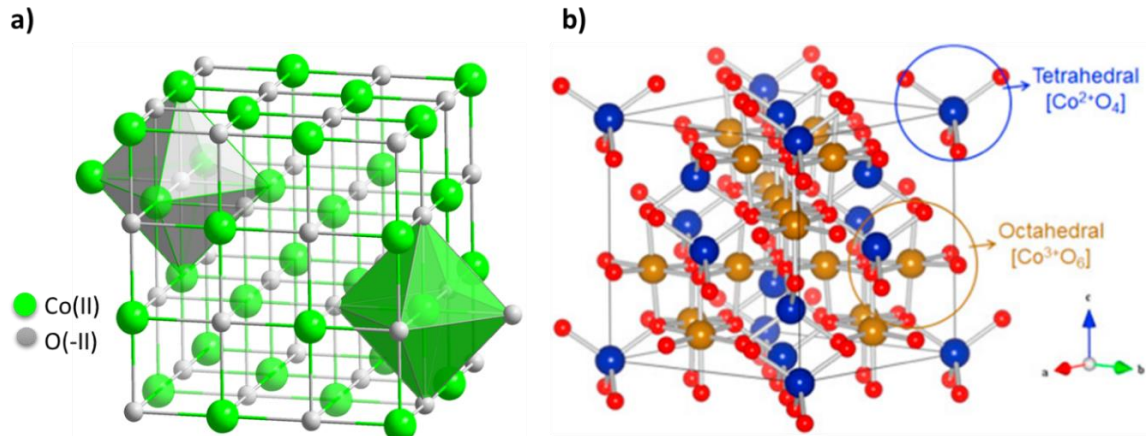 a)
b)
Co(II)
O(-II)
Tetrahedral
[Co²⁺O₄]
Octahedral
[Co³⁺O₆]
c
a
b